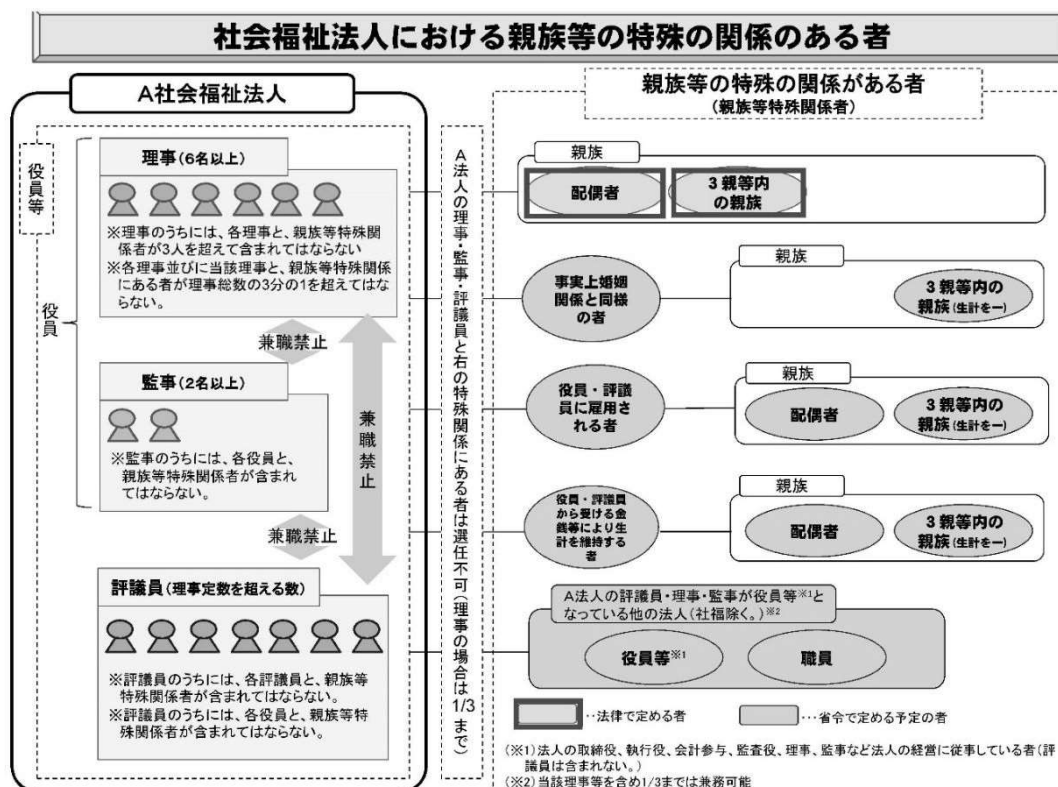 社会福祉法人における親族等の特殊の関係のある者
A社会福祉法人
役員等
役員
理事(6名以上)
※理事のうちには、各理事と、親族等特殊関
係者が3人を超えて含まれてはならない
※各理事並びに当該理事と、親族等特殊関係
にある者が理事総数の3分の1を超えてはな
らない。
兼職禁止
監事(2名以上)
※監事のうちには、各役員と、
親族等特殊関係者が含まれ
てはならない。
兼職禁止
兼職禁止
評議員(理事定数を超える数)
※評議員のうちには、各評議員と、親族等
特殊関係者が含まれてはならない。
※評議員のうちには、各役員と、親族等特
殊関係者が含まれてはならない。
A法人の理事・監事・評議員と右の特殊関係にある者は選任不可(理事の場合は1/3まで)
親族等の特殊の関係がある者
(親族等特殊関係者)
親族
配偶者
3親等内
の親族
事実上婚姻
関係と同様
の者
親族
3親等内の
親族(生計を一)
役員・評議
員に雇用さ
れる者
親族
配偶者
3親等内の
親族(生計を一)
役員・評議員
から受ける金
銭等により生
計を維持する
者
親族
配偶者
3親等内の
親族(生計を一)
A法人の評議員・理事・監事が役員等※1と
なっている他の法人(社福除く。)※2
役員等※1
職員
‥法律で定める者
…省令で定める予定の者
(※1)法人の取締役、執行役、会計参与、監査役、理事、監事など法人の経営に従事している者(評
議員は含まれない。)
(※2)当該理事等を含め1/3までは兼務可能